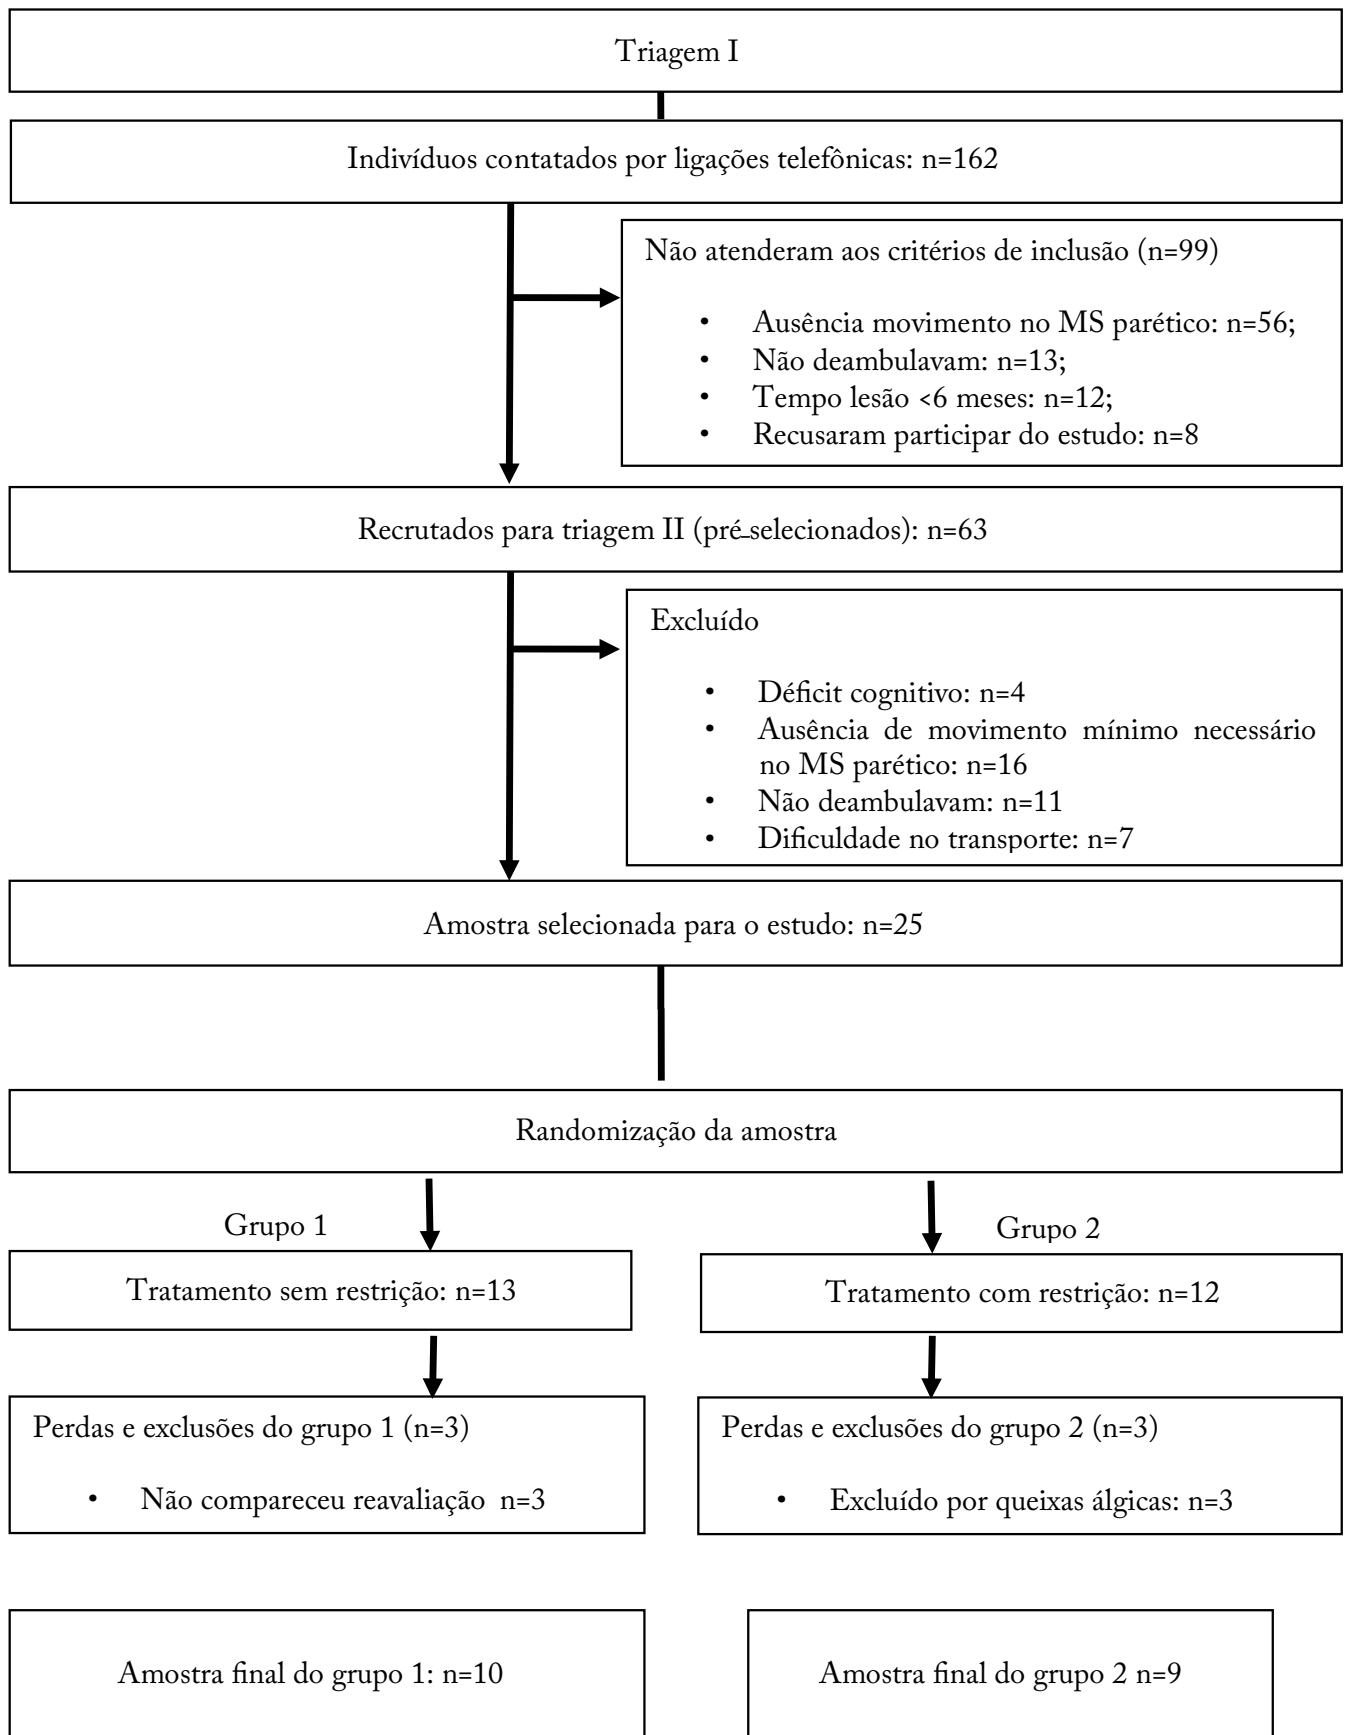 Triagem I
Indivíduos contatados por ligações telefônicas: n=162
Não atenderam aos critérios de inclusão (n=99)
• Ausência movimento no MS parético: n=56;
• Não deambulavam: n=13;
• Tempo lesão <6 meses: n=12;
• Recusaram participar do estudo: n=8
Recrutados para triagem II (pré-selecionados): n=63
Excluído
• Déficit cognitivo: n=4
• Ausência de movimento mínimo necessário
no MS parético: n=16
• Não deambulavam: n=11
• Dificuldade no transporte: n=7
Amostra selecionada para o estudo: n=25
Randomização da amostra
Grupo 1
Grupo 2
Tratamento sem restrição: n=13
Tratamento com restrição: n=12
Perdas e exclusões do grupo 1 (n=3)
• Não compareceu reavaliação n=3
Perdas e exclusões do grupo 2 (n=3)
• Excluído por queixas álgicas: n=3
Amostra final do grupo 1: n=10
Amostra final do grupo 2 n=9